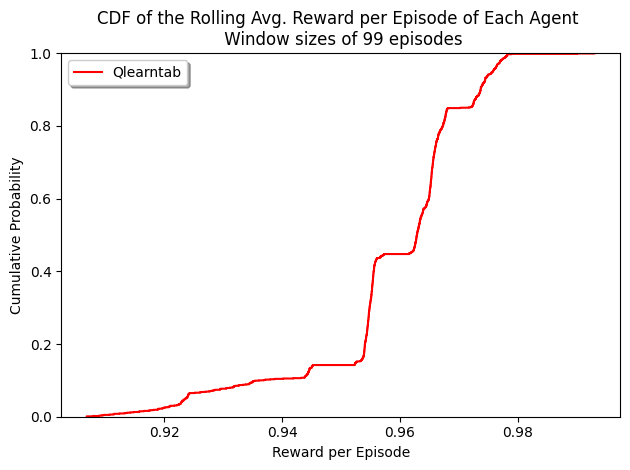 CDF of the Rolling Avg. Reward per Episode of Each Agent
Window sizes of 99 episodes
Qlearntab
1.0
0.8
0.6
0.4
0.2
0.0
Cumulative Probability
0.92
0.94
0.96
0.98
Reward per Episode